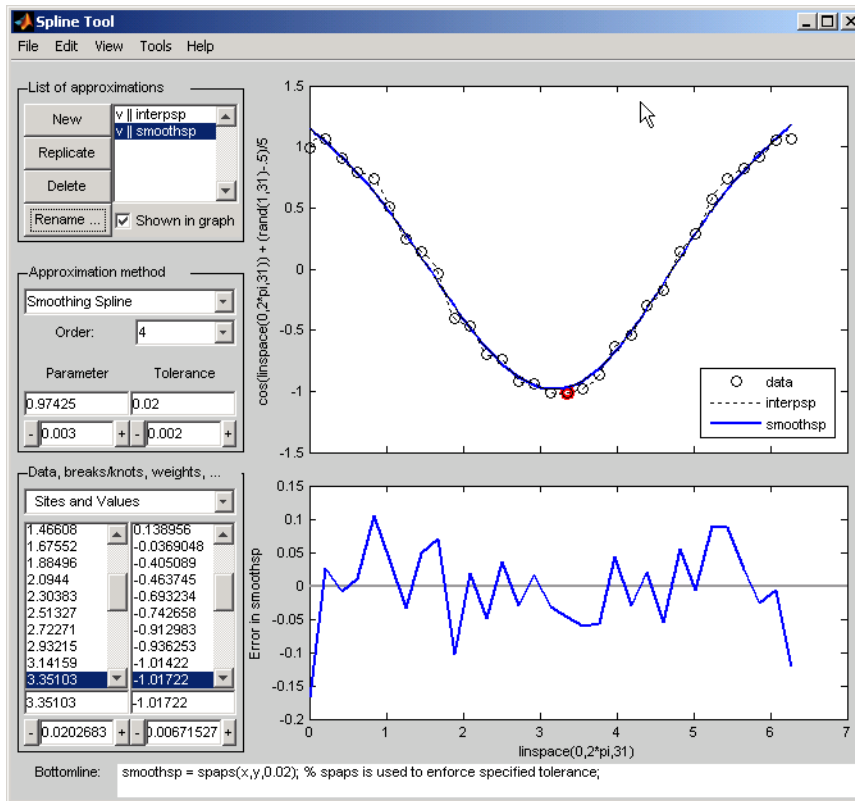 Spline Tool
File Edit View Tools Help
List of approximations
New
Replicate
Delete
Rename ...
v || interpsp
v || smoothsp
Shown in graph
Approximation method
Smoothing Spline
Order: 4
Parameter Tolerance
0.97425 0.02
- 0.003 + - 0.002 +
Data, breaks/knots, weights, ...
Sites and Values
1.46608 0.138956
1.67552 -0.0369048
1.88496 -0.405089
2.0944 -0.463745
2.30383 -0.693234
2.51327 -0.742658
2.72271 -0.912983
2.93215 -0.936253
3.14159 -1.01422
3.35103 -1.01722
3.35103 -1.01722
- 0.0202683 + - 0.00671527 +
cos(linspace(0,2*pi,31)) + (rand(1,31)-.5)/5
1.5
1
0.5
0
-0.5
-1
-1.5
data
interpsp
smoothsp
Error in smoothsp
0.15
0.1
0.05
0
-0.05
-0.1
-0.15
-0.2
0 1 2 3 4 5 6 7
linspace(0,2*pi,31)
Bottomline: smoothsp = spaps(x,y,0.02); % spaps is used to enforce specified tolerance;